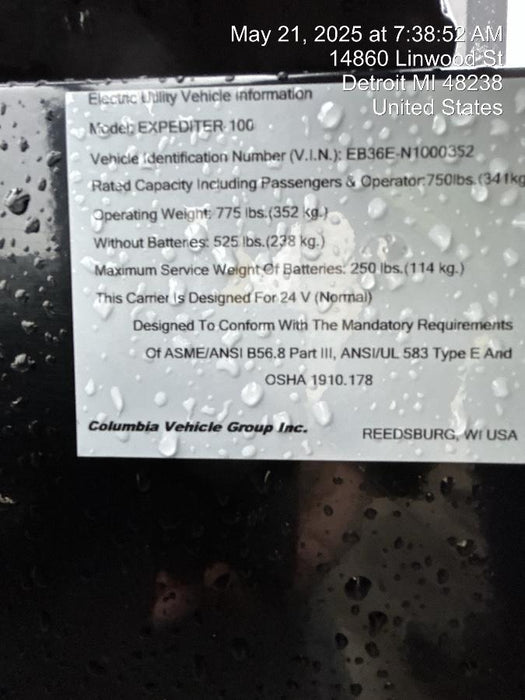 May 21, 2025 at 7:38:52 AM
14860 Linwood St
Detroit MI 48238
United States
Electric Utility Vehicle Information
Model: EXPEDITER 100
Vehicle Identification Number (V.I.N.): EB36E-N1000352
Rated Capacity Including Passengers & Operator:750lbs.(341kg
Operating Weight: 775 lbs.(352 kg.)
Without Batteries: 525 lbs.(238 kg.)
Maximum Service Weight Of Batteries: 250 lbs.(114 kg.)
This Carrier Is Designed For 24 V (Normal)
Designed To Conform With The Mandatory Requirements
Of ASME/ANSI B56.8 Part III, ANSI/UL 583 Type E And
OSHA 1910.178
Columbia Vehicle Group Inc. REEDSBURG, WI USA